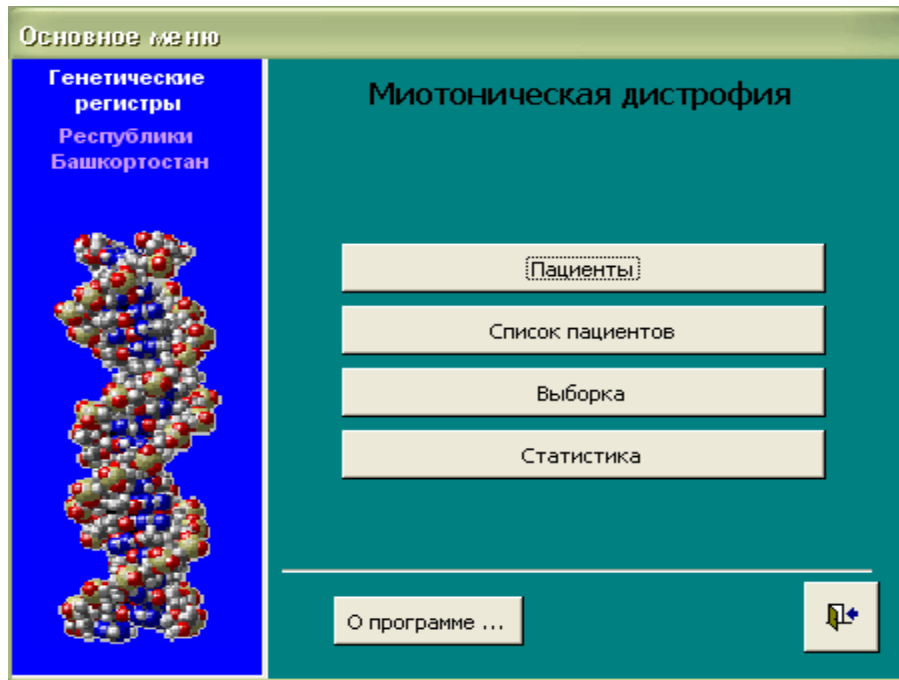 Основное меню
Генетические
регистры
Республики
Башкортостан
Миотоническая дистрофия
Пациенты
Список пациентов
Выборка
Статистика
О программе ...